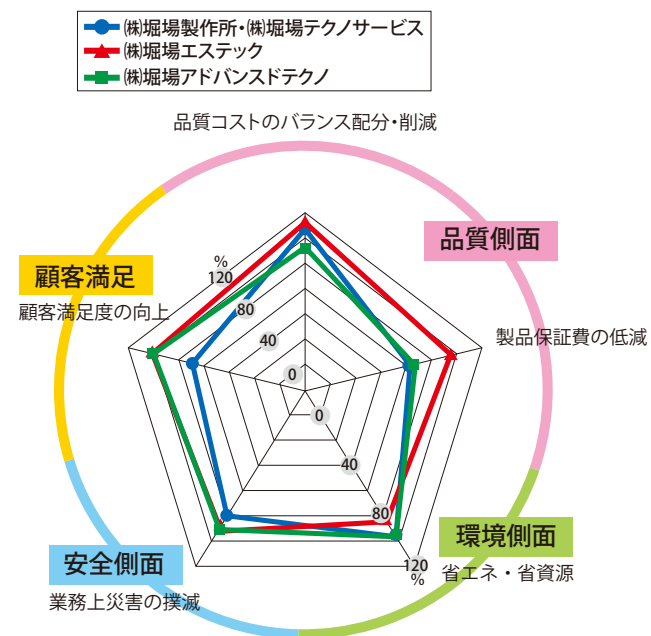 ㈱堀場製作所・㈱堀場テクノサービス
㈱堀場エステック
㈱堀場アドバンスドテクノ
品質コストのバランス配分・削減
品質側面
%
120
顧客満足
顧客満足度の向上
80
製品保証費の低減
40
0
0
40
80
環境側面
120
%
省エネ・省資源
安全側面
業務上災害の撲滅